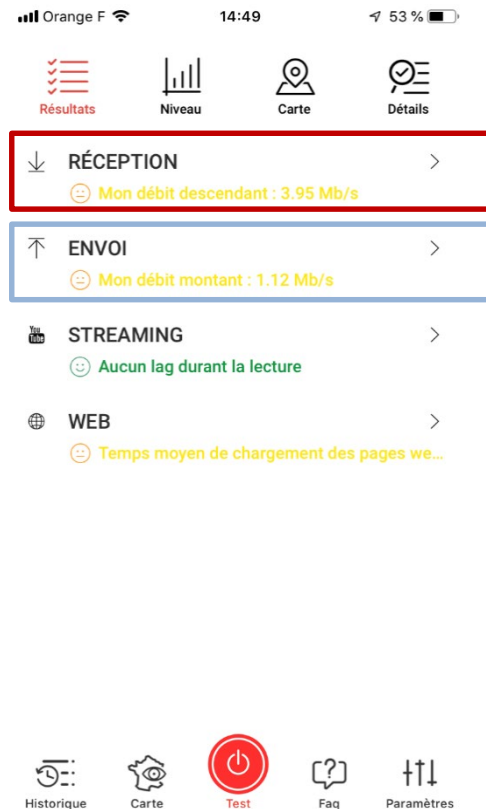 Orange F 14:49 53 %
Résultats Niveau Carte Détails
RÉCEPTION
Mon débit descendant : 3.95 Mb/s
ENVOI
Mon débit montant : 1.12 Mb/s
You Tube STREAMING
Aucun lag durant la lecture
WEB
Temps moyen de chargement des pages we...
Historique Carte Test Faq Paramètres